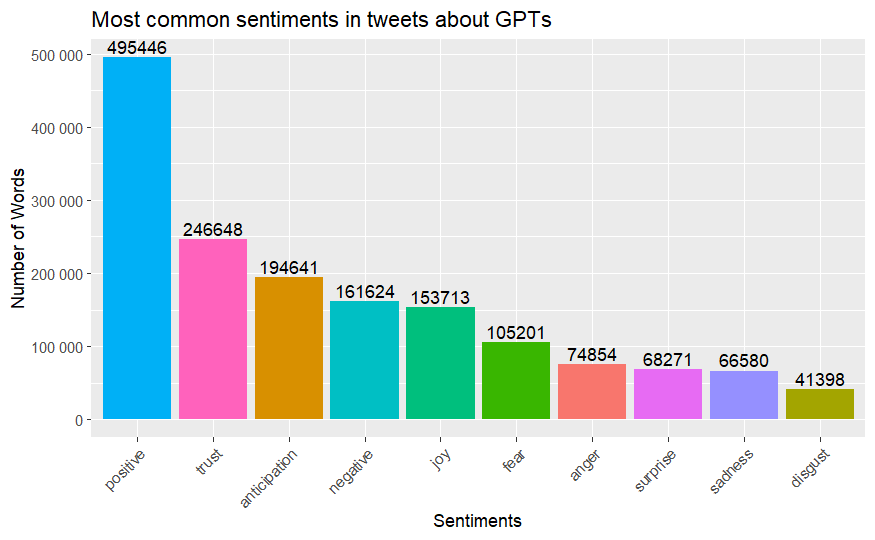 Most common sentiments in tweets about GPTs
Number of Words
500 000
400 000
300 000
200 000
100 000
0
495446
246648
194641
161624
153713
105201
74854
68271
66580
41398
positive
trust
anticipation
negative
joy
fear
anger
surprise
sadness
disgust
Sentiments